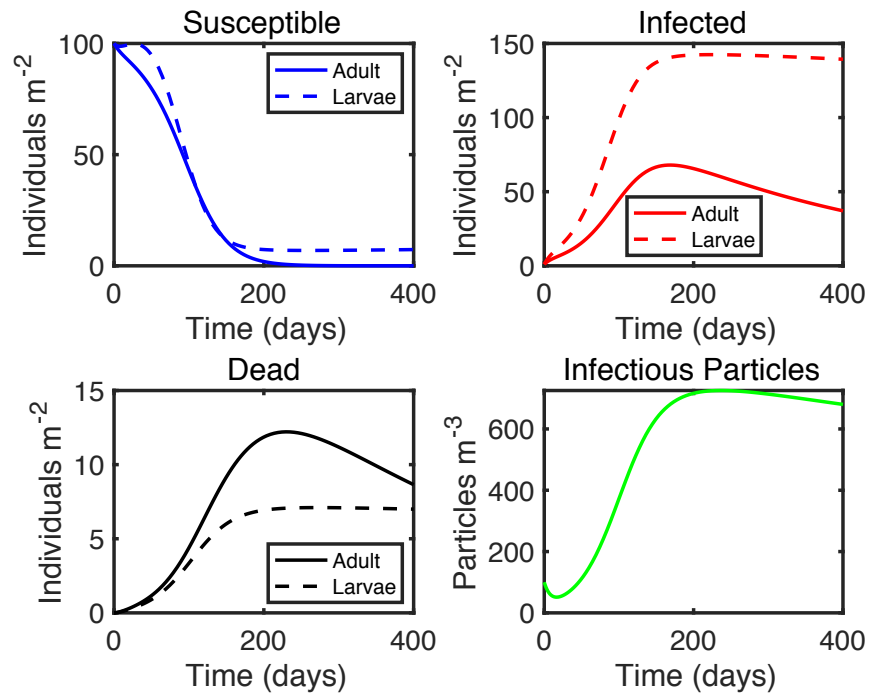 Susceptible
Individuals m⁻²
100
50
0
0
200
400
Time (days)
Adult
Larvae
Infected
Individuals m⁻²
150
100
50
0
0
200
400
Time (days)
Adult
Larvae
Dead
Individuals m⁻²
15
10
5
0
0
200
400
Time (days)
Adult
Larvae
Infectious Particles
Particles m⁻³
600
400
200
0
0
200
400
Time (days)